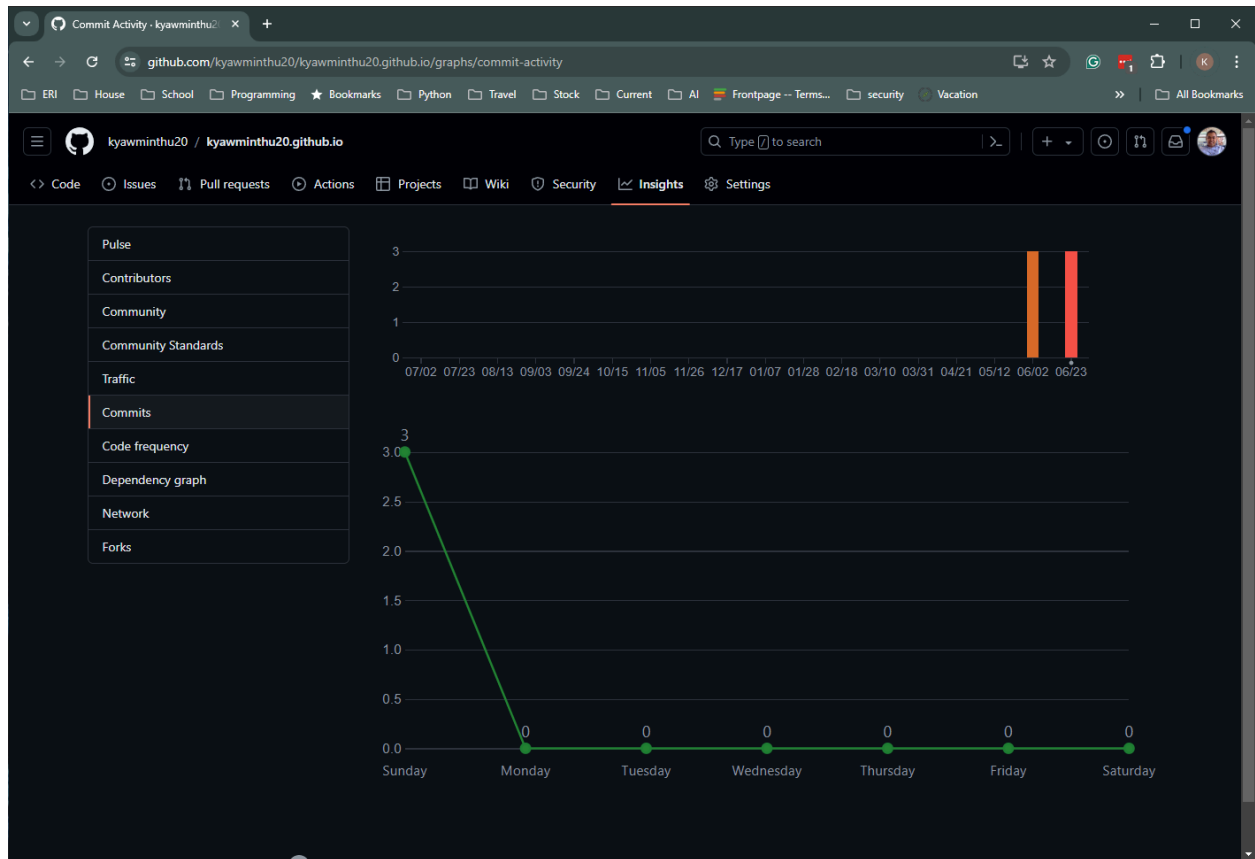 Commit Activity · kyawminthu2
github.com/kyawminthu20/kyawminthu20.github.io/graphs/commit-activity
ERI House School Programming Bookmarks Python Travel Stock Current AI Frontpage -- Terms... security Vacation » All Bookmarks
kyawminthu20 / kyawminthu20.github.io Type / to search
Code Issues Pull requests Actions Projects Wiki Security Insights Settings
Pulse
Contributors
Community
Community Standards
Traffic
Commits
Code frequency
Dependency graph
Network
Forks
3
2
1
0
07/02 07/23 08/13 09/03 09/24 10/15 11/05 11/26 12/17 01/07 01/28 02/18 03/10 03/31 04/21 05/12 06/02 06/23
3
3.0
2.5
2.0
1.5
1.0
0.5
0 0 0 0 0 0
0.0
Sunday Monday Tuesday Wednesday Thursday Friday Saturday